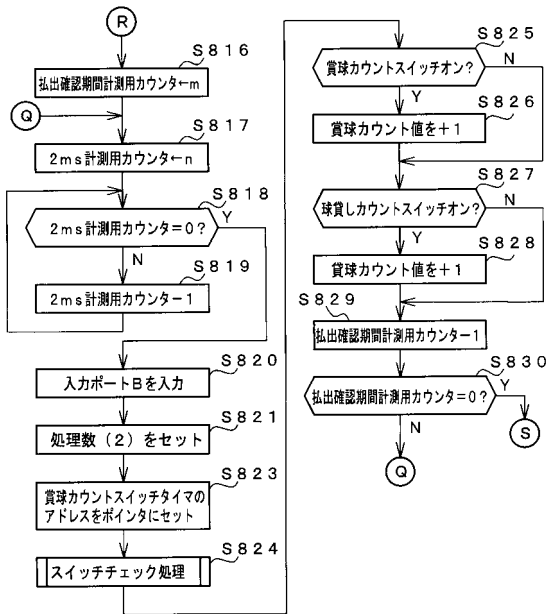 R
S816
払出確認期間計測用カウンタ←m
Q
S817
2ms計測用カウンタ←n
S818
2ms計測用カウンタ=0?
Y
N
S819
2ms計測用カウンター1
S820
入力ポートBを入力
S821
処理数(2)をセット
S823
賞球カウントスイッチタイマの
アドレスをポインタにセット
S824
スイッチチェック処理
S825
賞球カウントスイッチオン?
N
Y
S826
賞球カウント値を+1
S827
球貸しカウントスイッチオン?
N
Y
S828
賞球カウント値を+1
S829
払出確認期間計測用カウンター1
S830
払出確認期間計測用カウンタ=0?
Y
N
S
Q